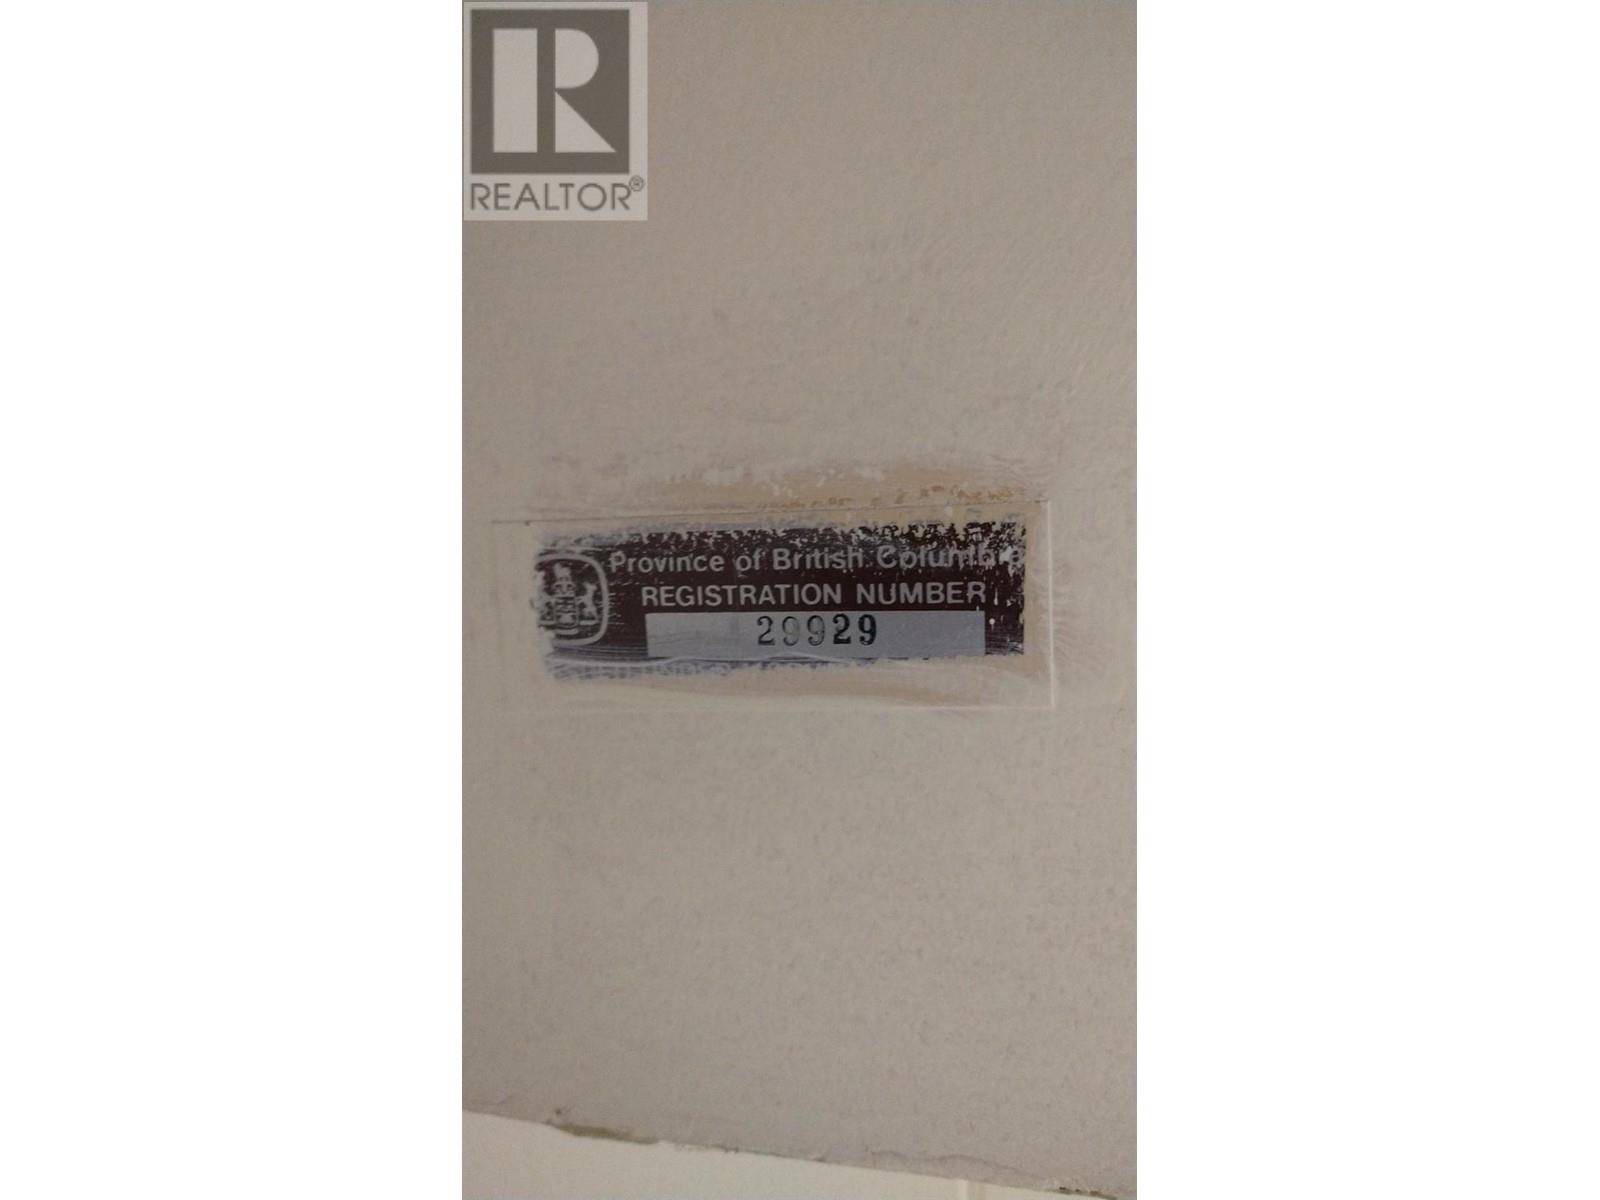 REALTOR®
Province of British Columbia
REGISTRATION NUMBER
29929